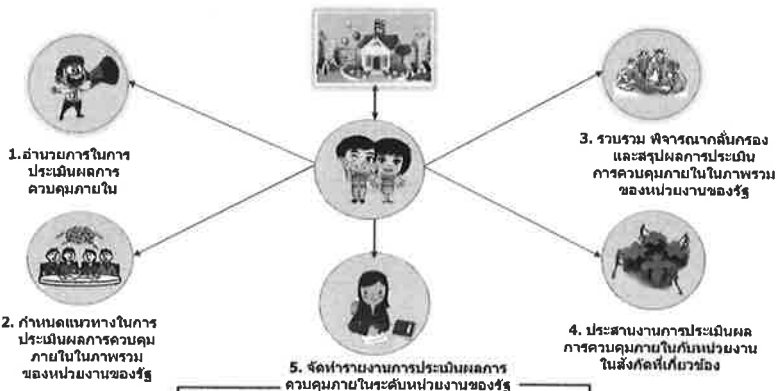 1.อำนวยการในการ
ประเมินผลการ
ควบคุมภายใน
2. กำหนดแนวทางในการ
ประเมินผลการควบคุม
ภายในในภาพรวม
ของหน่วยงานของรัฐ
3. รวบรวม พิจารณากลั่นกรอง
และสรุปผลการประเมิน
การควบคุมภายในในภาพรวม
ของหน่วยงานของรัฐ
4. ประสานงานการประเมินผล
การควบคุมภายในกับหน่วยงาน
ในสังกัดที่เกี่ยวข้อง
5. จัดทำรายงานการประเมินผลการ
ควบคุมภายในระดับหน่วยงานของรัฐ